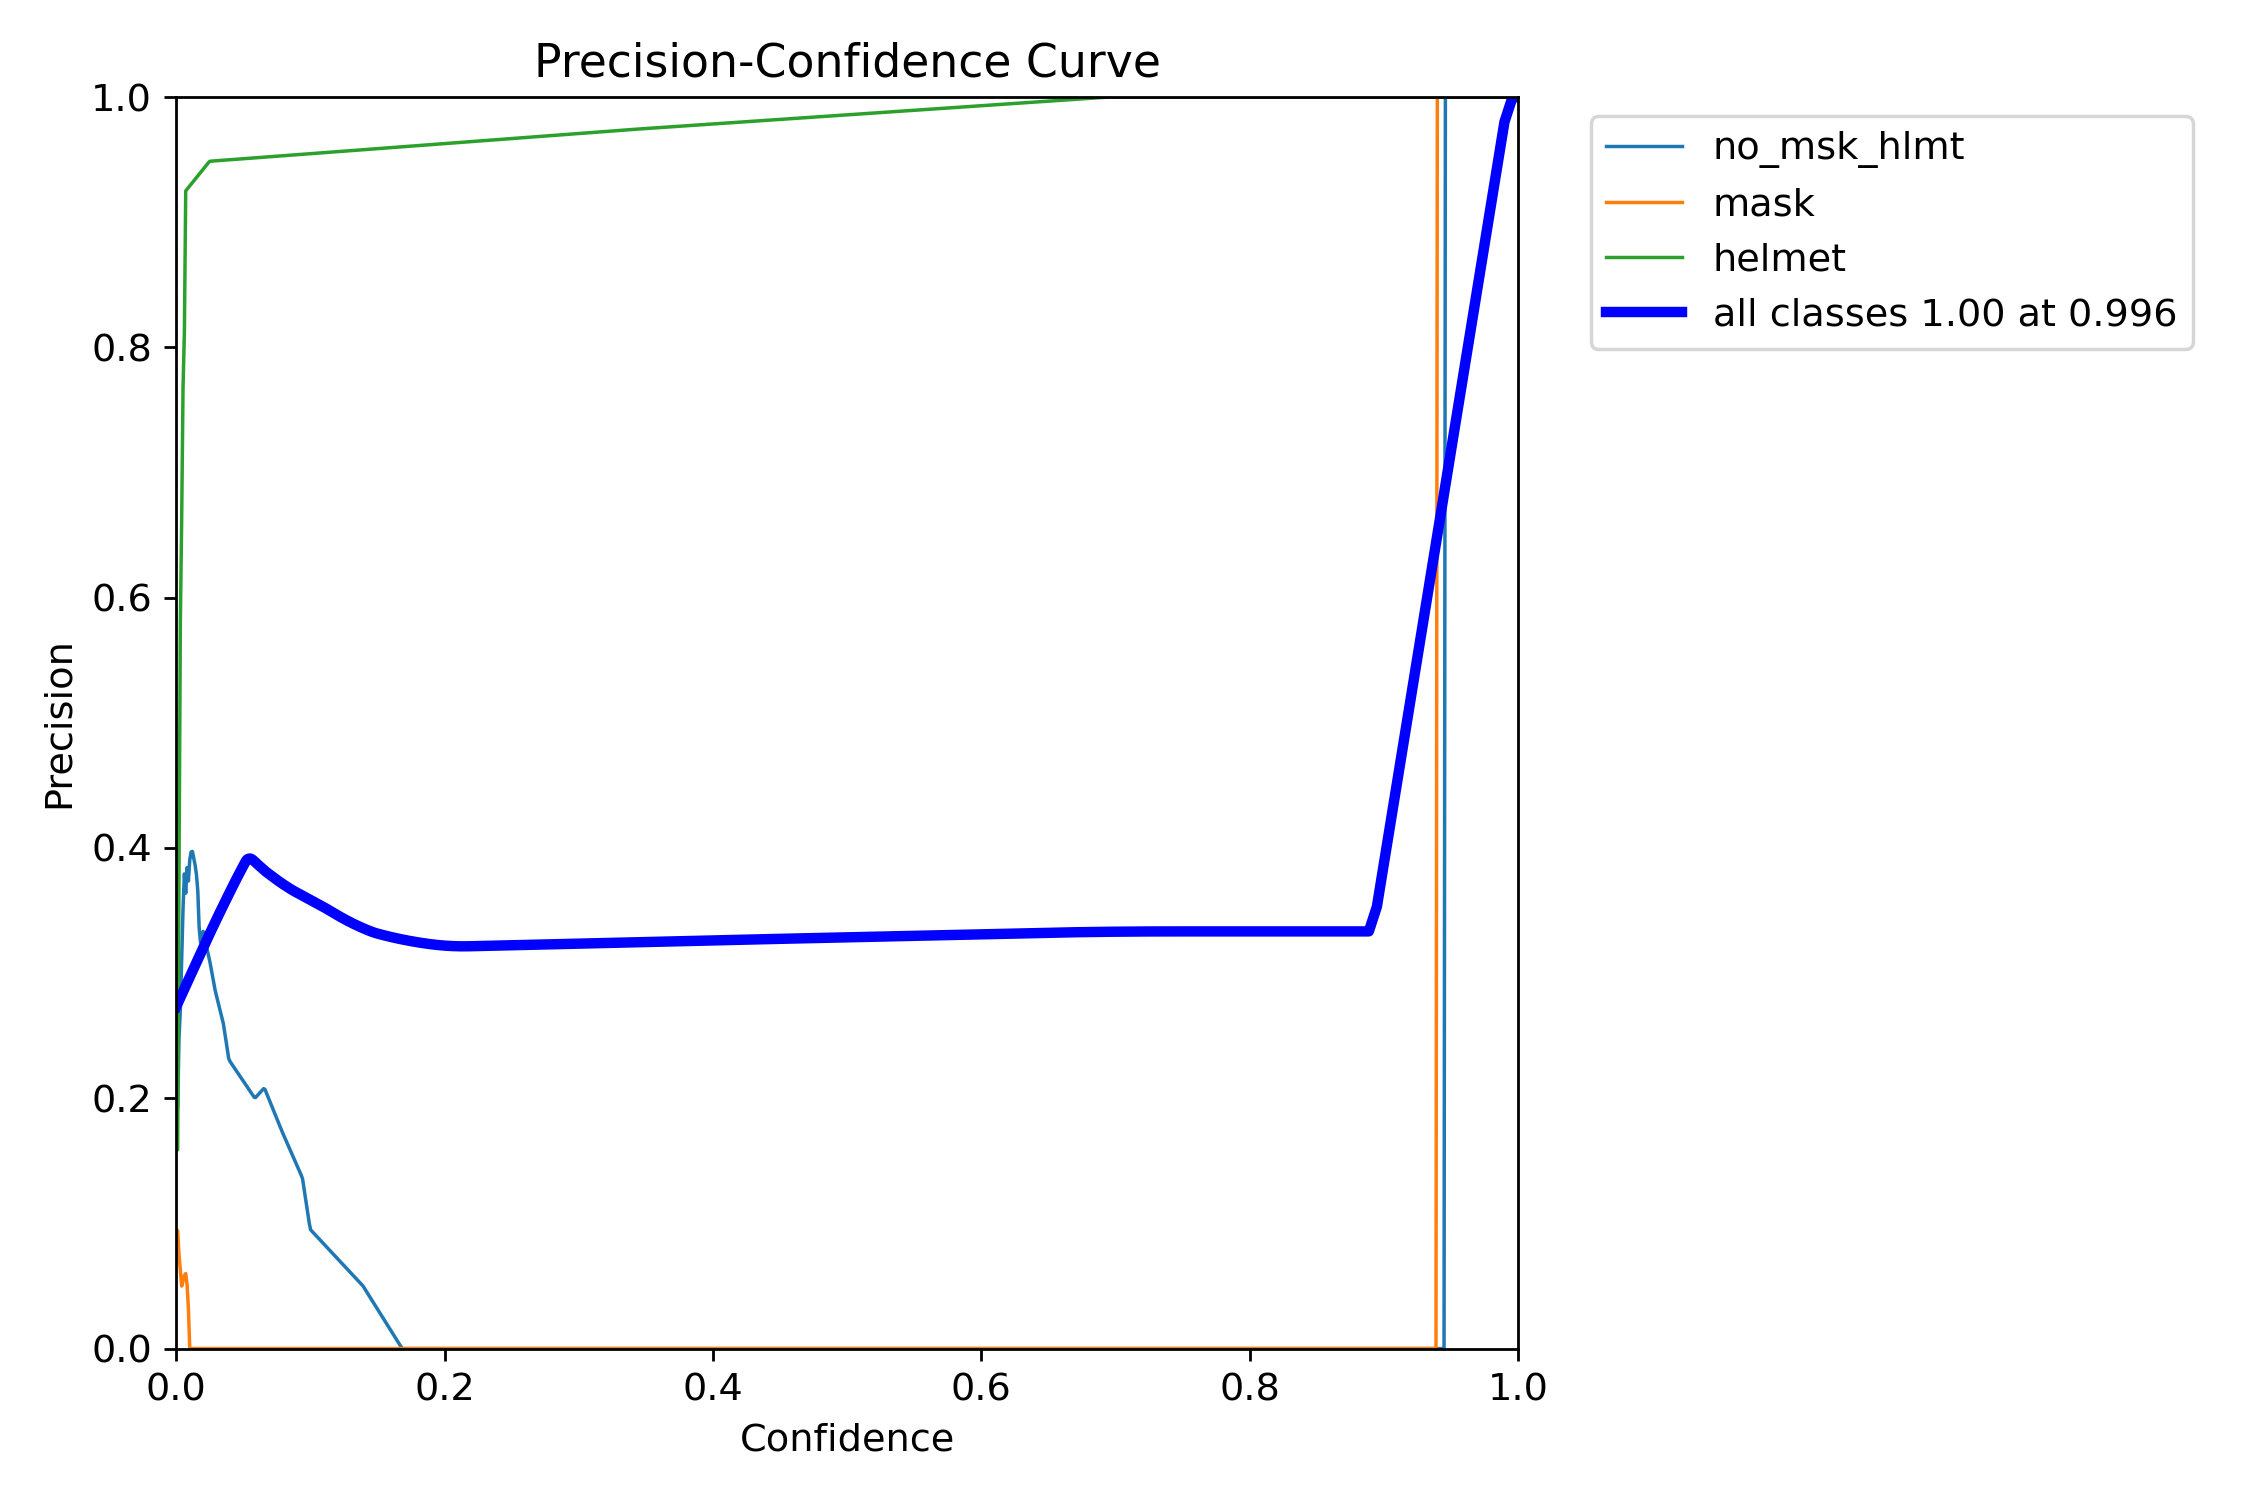 Precision-Confidence Curve
1.0
0.8
0.6
0.4
0.2
0.0
Precision
0.0 0.2 0.4 0.6 0.8 1.0
Confidence
no_msk_hlmt
mask
helmet
all classes 1.00 at 0.996